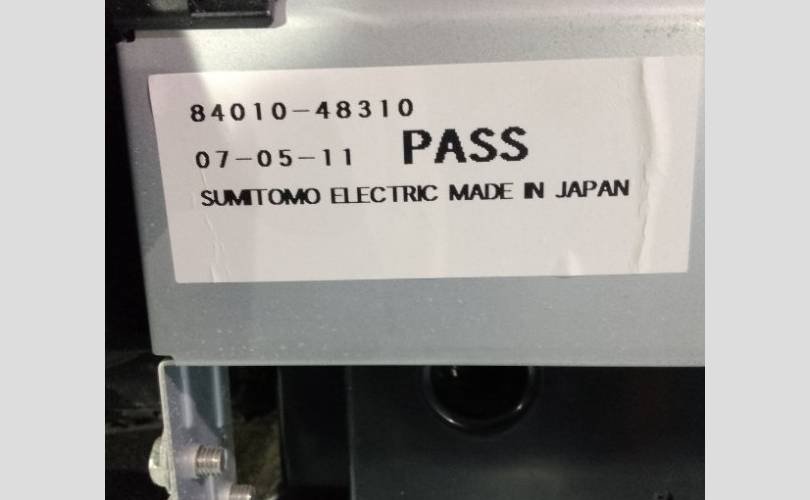 84010-48310
07-05-11 PASS
SUMITOMO ELECTRIC MADE IN JAPAN